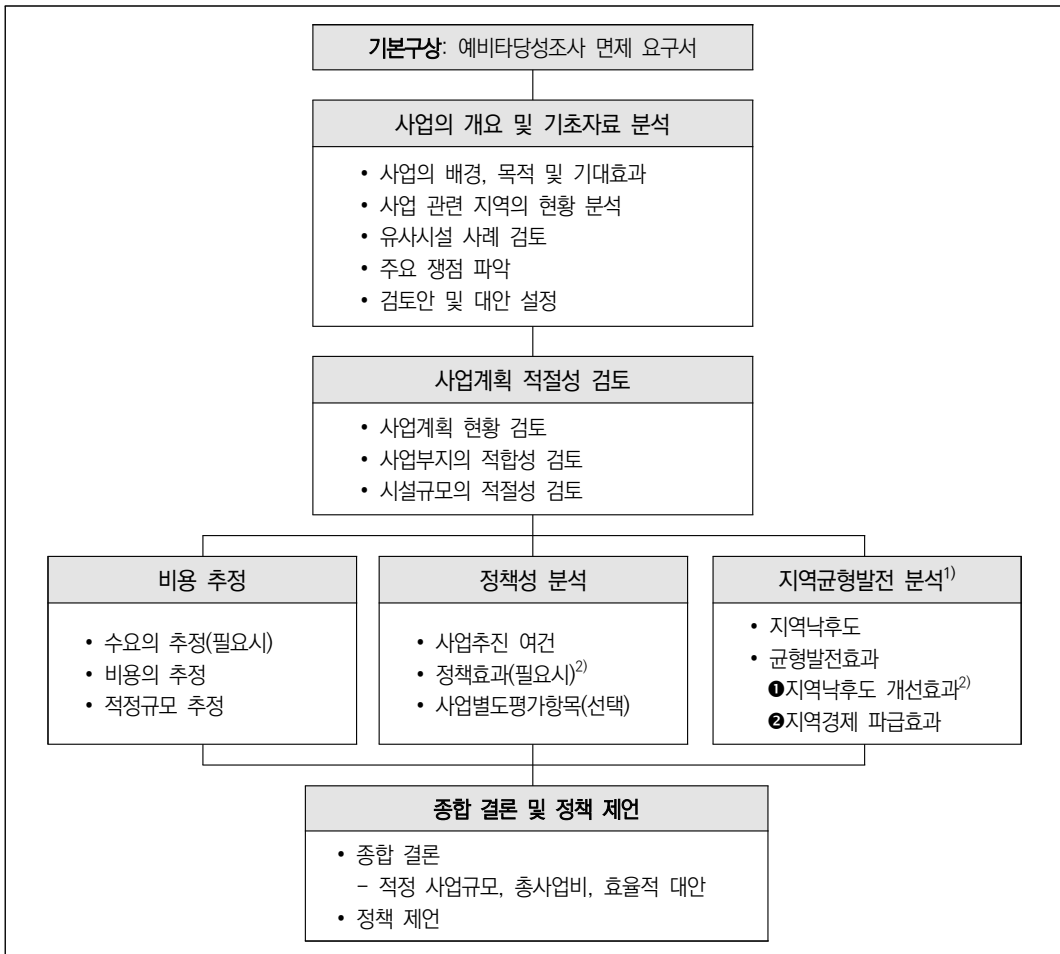 기본구상: 예비타당성조사 면제 요구서
사업의 개요 및 기초자료 분석
• 사업의 배경, 목적 및 기대효과
• 사업 관련 지역의 현황 분석
• 유사시설 사례 검토
• 주요 쟁점 파악
• 검토안 및 대안 설정
사업계획 적절성 검토
• 사업계획 현황 검토
• 사업부지의 적합성 검토
• 시설규모의 적절성 검토
비용 추정
• 수요의 추정(필요시)
• 비용의 추정
• 적정규모 추정
정책성 분석
• 사업추진 여건
• 정책효과(필요시)2)
• 사업별도평가항목(선택)
지역균형발전 분석1)
• 지역낙후도
• 균형발전효과
❶지역낙후도 개선효과2)
❷지역경제 파급효과
종합 결론 및 정책 제언
• 종합 결론
- 적정 사업규모, 총사업비, 효율적 대안
• 정책 제언